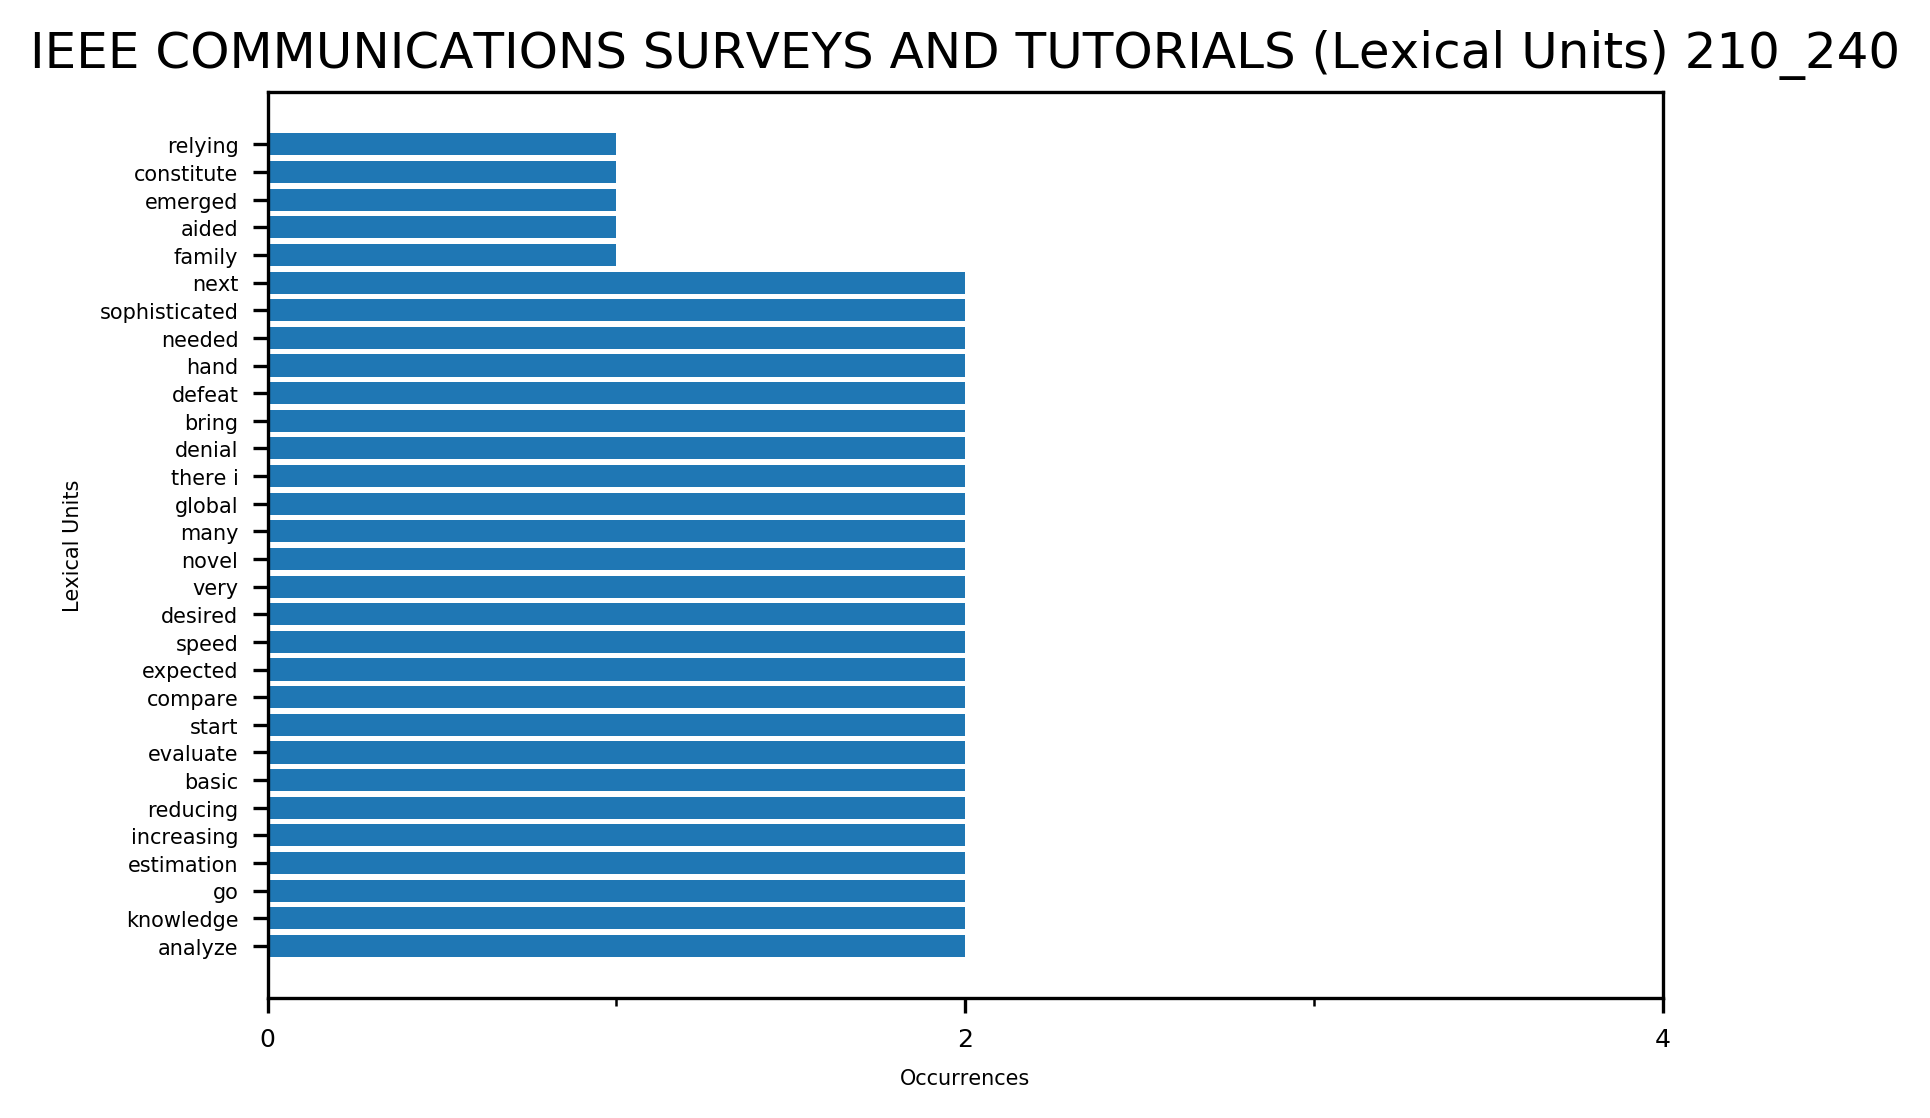 IEEE COMMUNICATIONS SURVEYS AND TUTORIALS (Lexical Units) 210_240
relying
constitute
emerged
aided
family
next
sophisticated
needed
hand
defeat
bring
denial
there i
global
many
novel
very
desired
speed
expected
compare
start
evaluate
basic
reducing
increasing
estimation
go
knowledge
analyze
Lexical Units
0 2 4
Occurrences